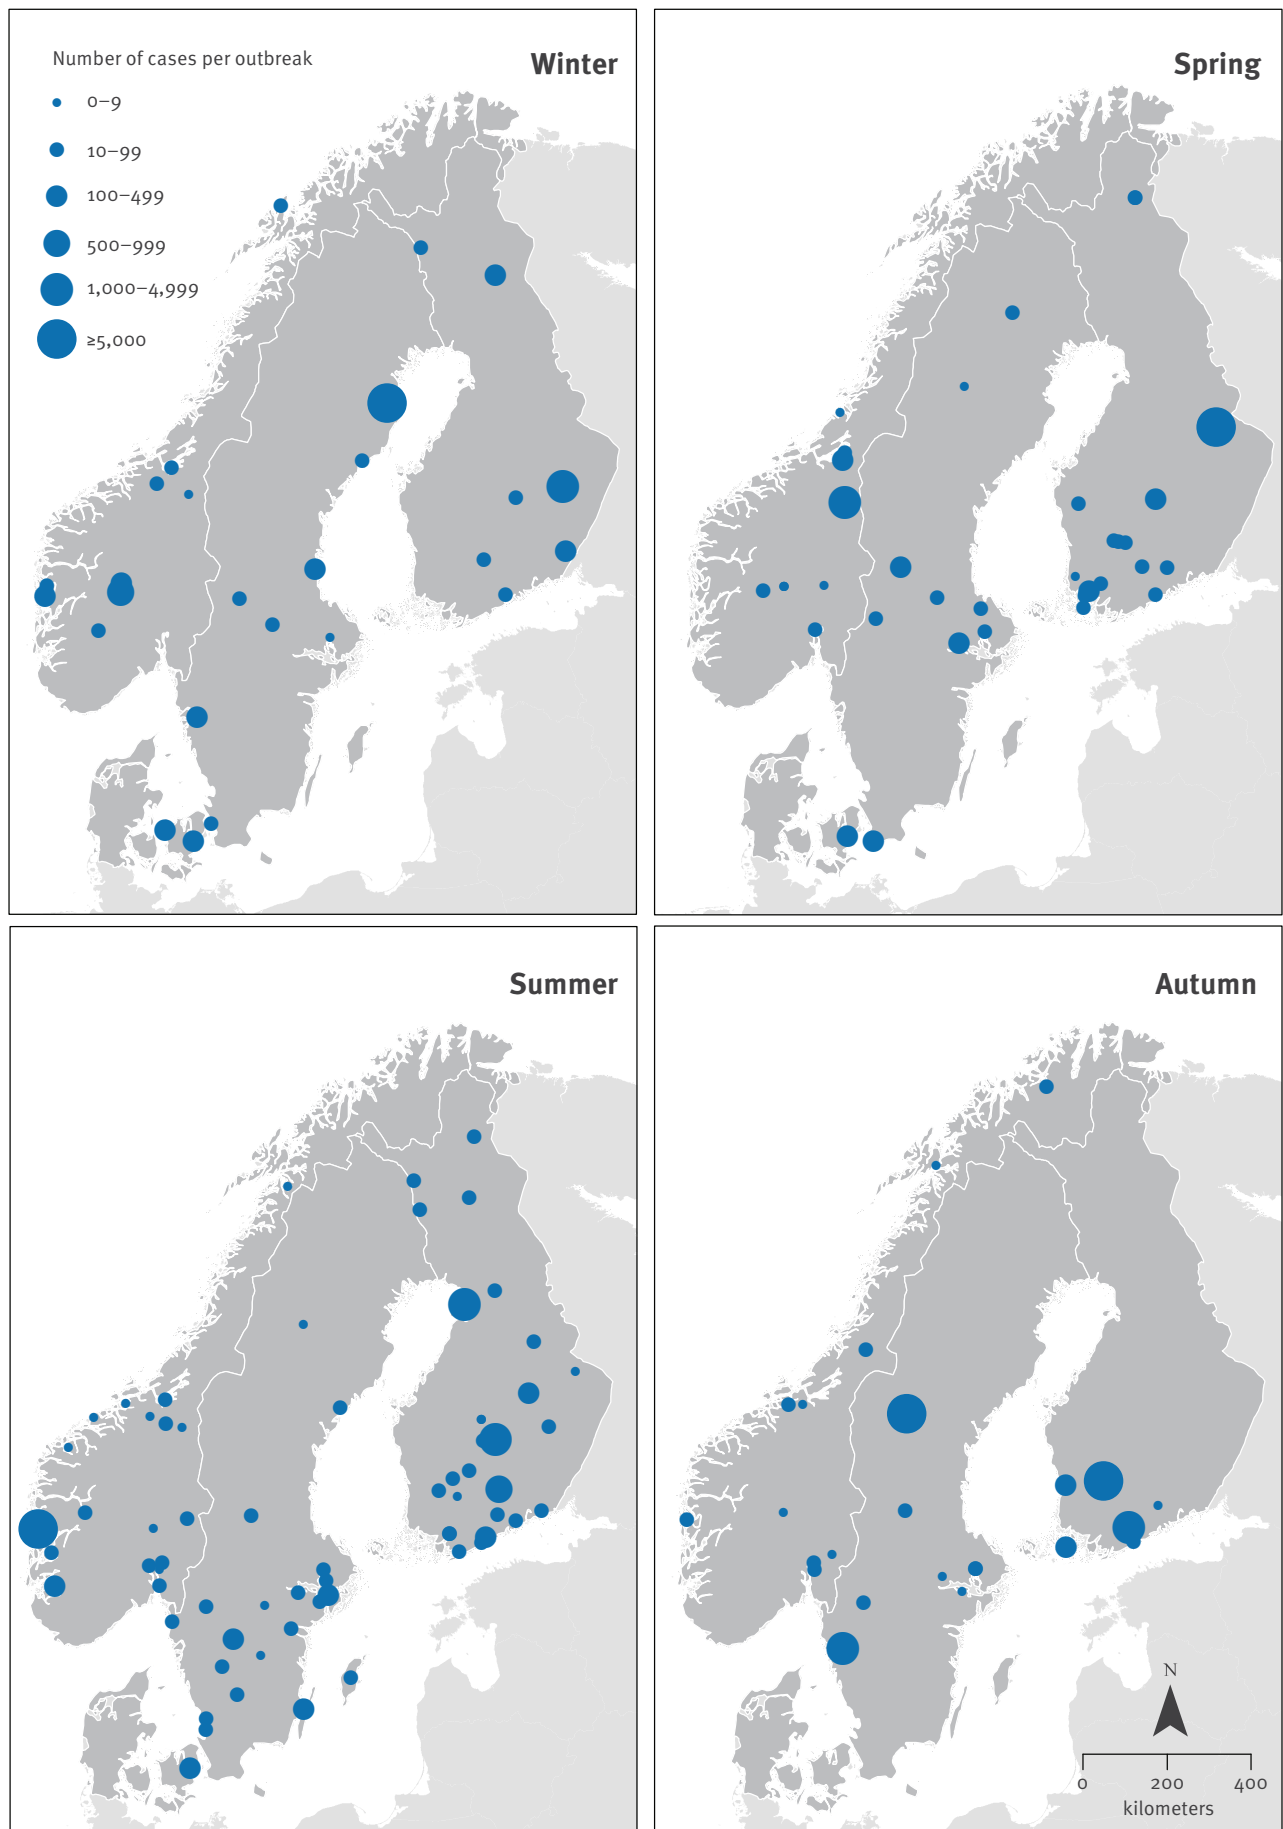 Number of cases per outbreak
Winter
0–9
10–99
100–499
500–999
1,000–4,999
≥5,000
Spring
Summer
Autumn
N
0 200 400
kilometers